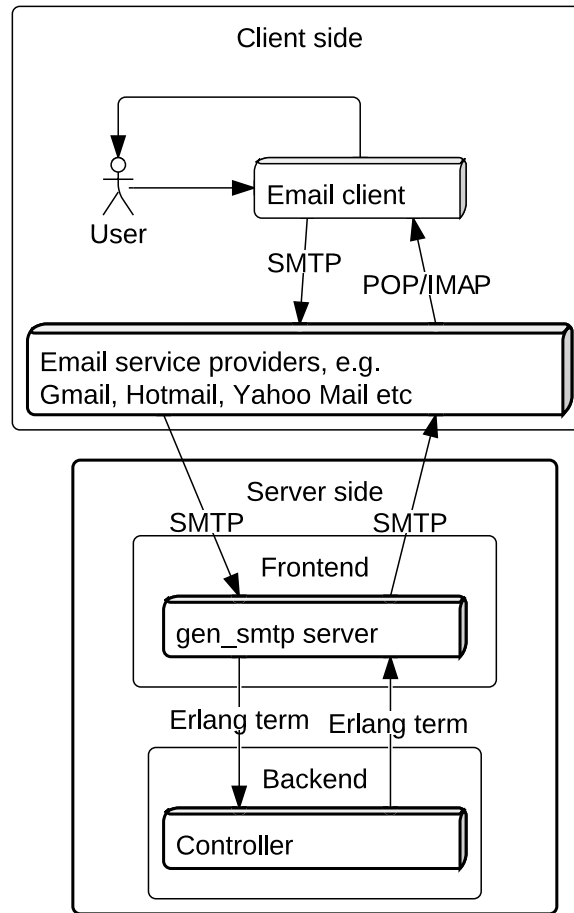 Client side
Email client
User
SMTP
POP/IMAP
Email service providers, e.g.
Gmail, Hotmail, Yahoo Mail etc
Server side
SMTP
SMTP
Frontend
gen_smtp server
Erlang term
Erlang term
Backend
Controller